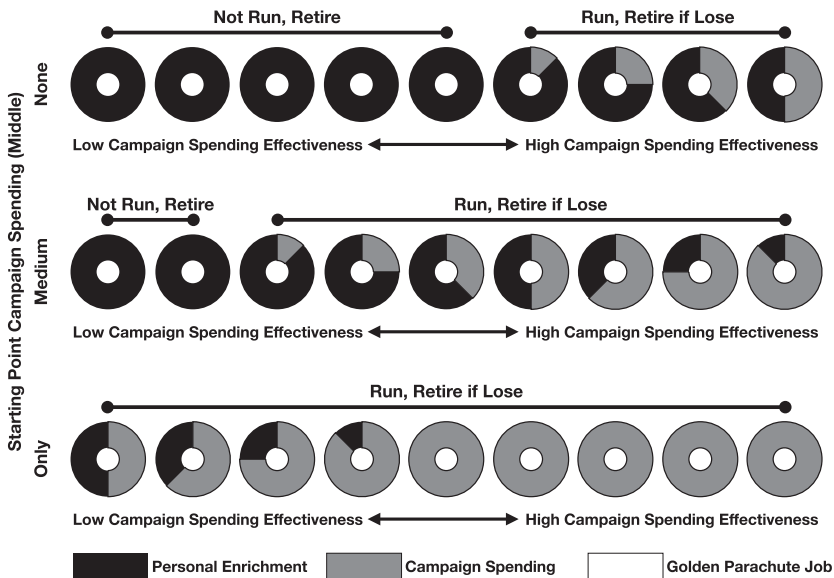 Not Run, Retire
Run, Retire if Lose
None
Low Campaign Spending Effectiveness
High Campaign Spending Effectiveness
Starting Point Campaign Spending (Middle)
Not Run, Retire
Run, Retire if Lose
Medium
Low Campaign Spending Effectiveness
High Campaign Spending Effectiveness
Run, Retire if Lose
Only
Low Campaign Spending Effectiveness
High Campaign Spending Effectiveness
Personal Enrichment
Campaign Spending
Golden Parachute Job